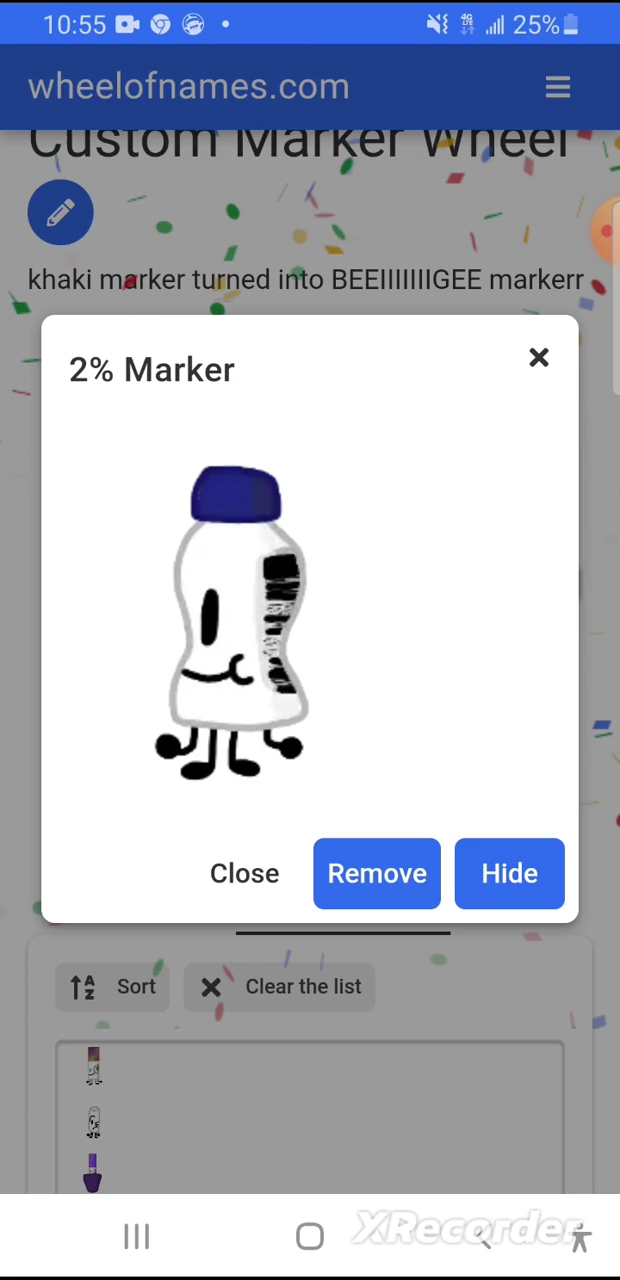 10:55 25%
wheelofnames.com
Custom Marker Wheel
khaki marker turned into BEEIIIIIIIGEE markerr
2% Marker
Close Remove Hide
Sort Clear the list
XRecorder